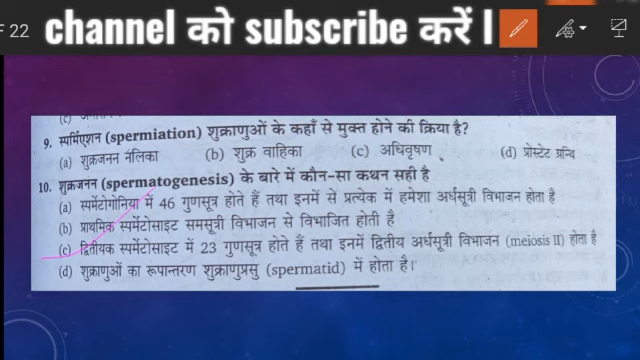 F 22 channel को subscribe करें l
9. स्पर्मिएशन (spermiation) शुक्राणुओं के कहाँ से मुक्त होने की क्रिया है?
(a) शुक्रजनन नलिका (b) शुक्र वाहिका (c) अधिवृषण (d) प्रोस्टेट ग्रन्थि
10. शुक्रजनन (spermatogenesis) के बारे में कौन-सा कथन सही है
(a) स्पर्मेटोगोनिया में 46 गुणसूत्र होते हैं तथा इनमें से प्रत्येक में हमेशा अर्धसूत्री विभाजन होता है
(b) प्राथमिक स्पर्मेटोसाइट समसूत्री विभाजन से विभाजित होती है
(c) द्वितीयक स्पर्मेटोसाइट में 23 गुणसूत्र होते हैं तथा इनमें द्वितीय अर्धसूत्री विभाजन (meiosis II) होता है
(d) शुक्राणुओं का रूपान्तरण शुक्राणुप्रसु (spermatid) में होता है।